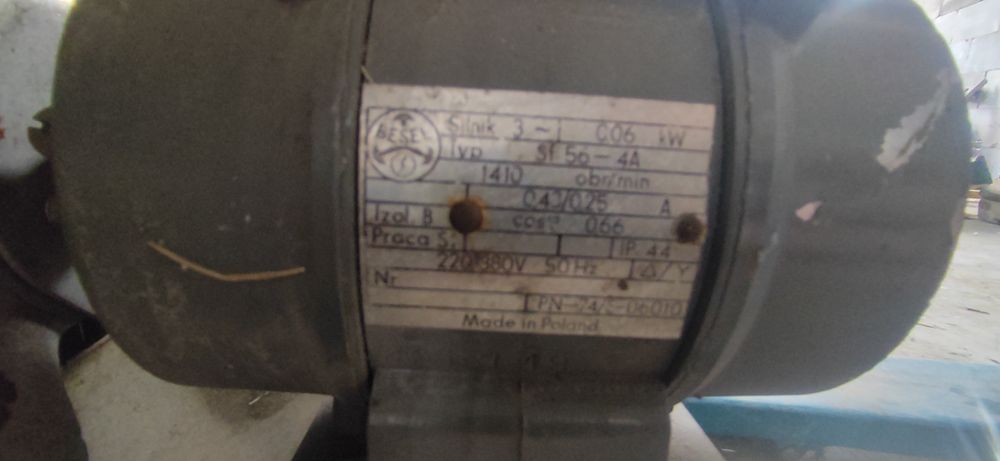 BESEL
Silnik 3~ 0.06 kW
Typ Sf 56-4A
1410 obr/min
0.43/0.25 A
Izol. B cosφ 0.66
Praca S1 IP 44
220/380V 50Hz △/Y
Nr
PN-74/E-06010
Made in Poland